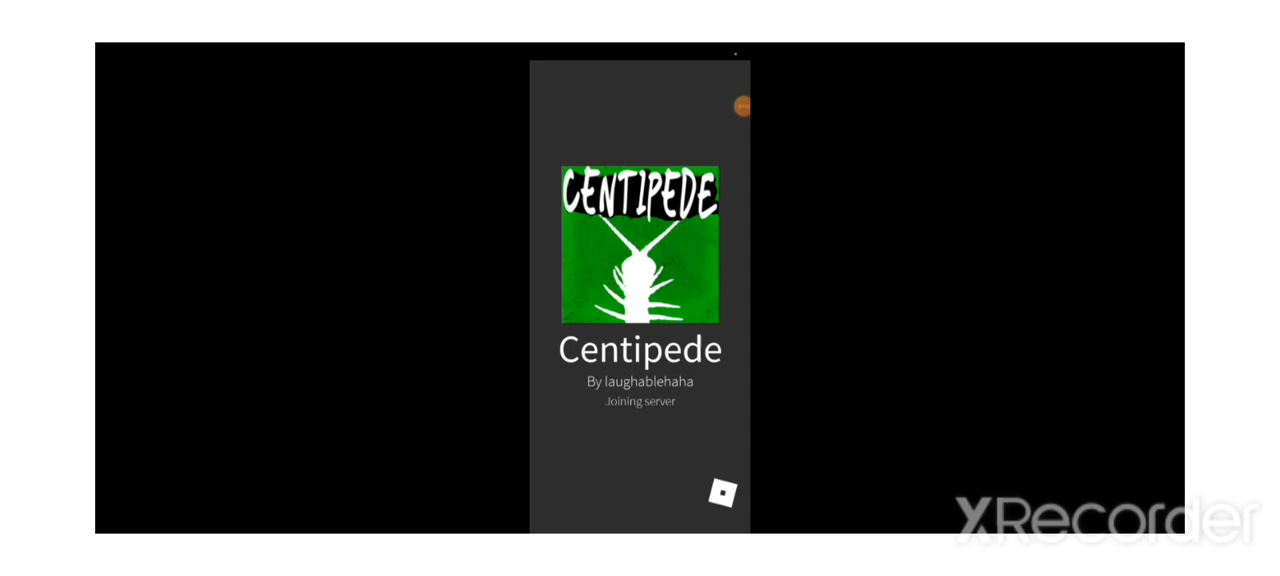 CENTIPEDE
Centipede
By laughablehaha
Joining server
XRecorder